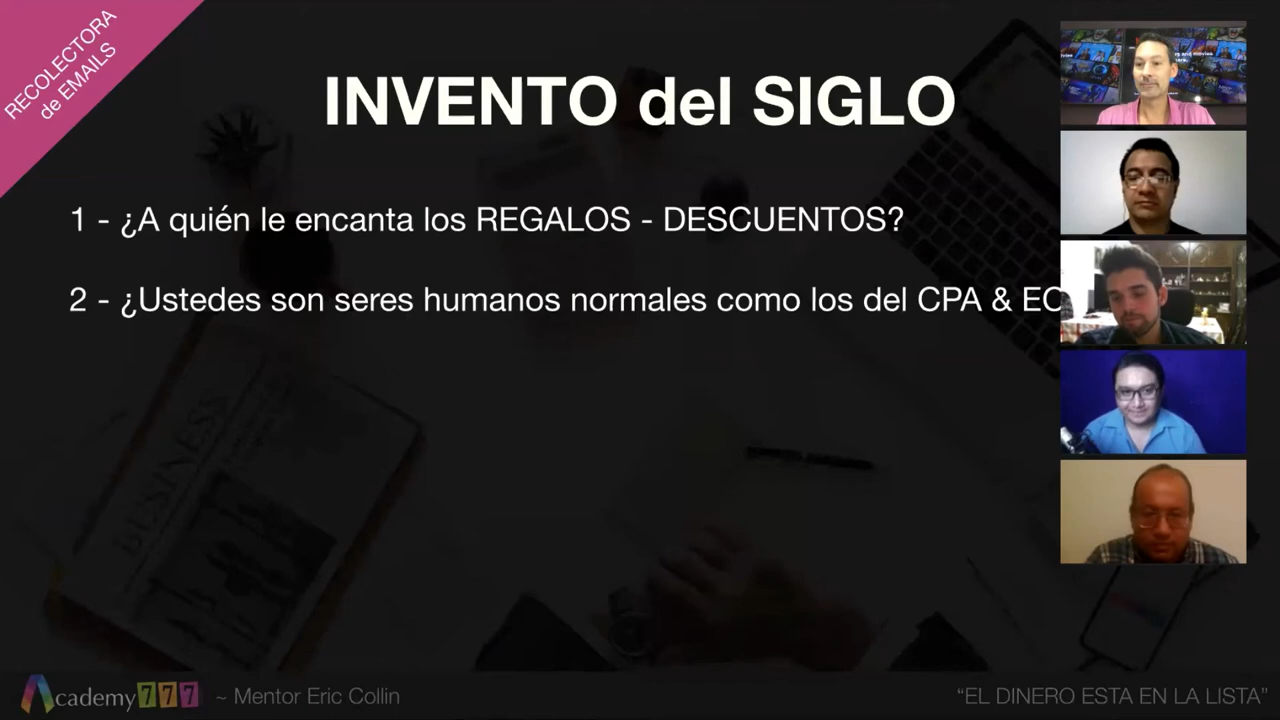 RECOLECTORA
de EMAILS
INVENTO del SIGLO
1 - ¿A quién le encanta los REGALOS - DESCUENTOS?
2 - ¿Ustedes son seres humanos normales como los del CPA & EC
BUSINESS
Academy777 ~ Mentor Eric Collin
“EL DINERO ESTA EN LA LISTA”